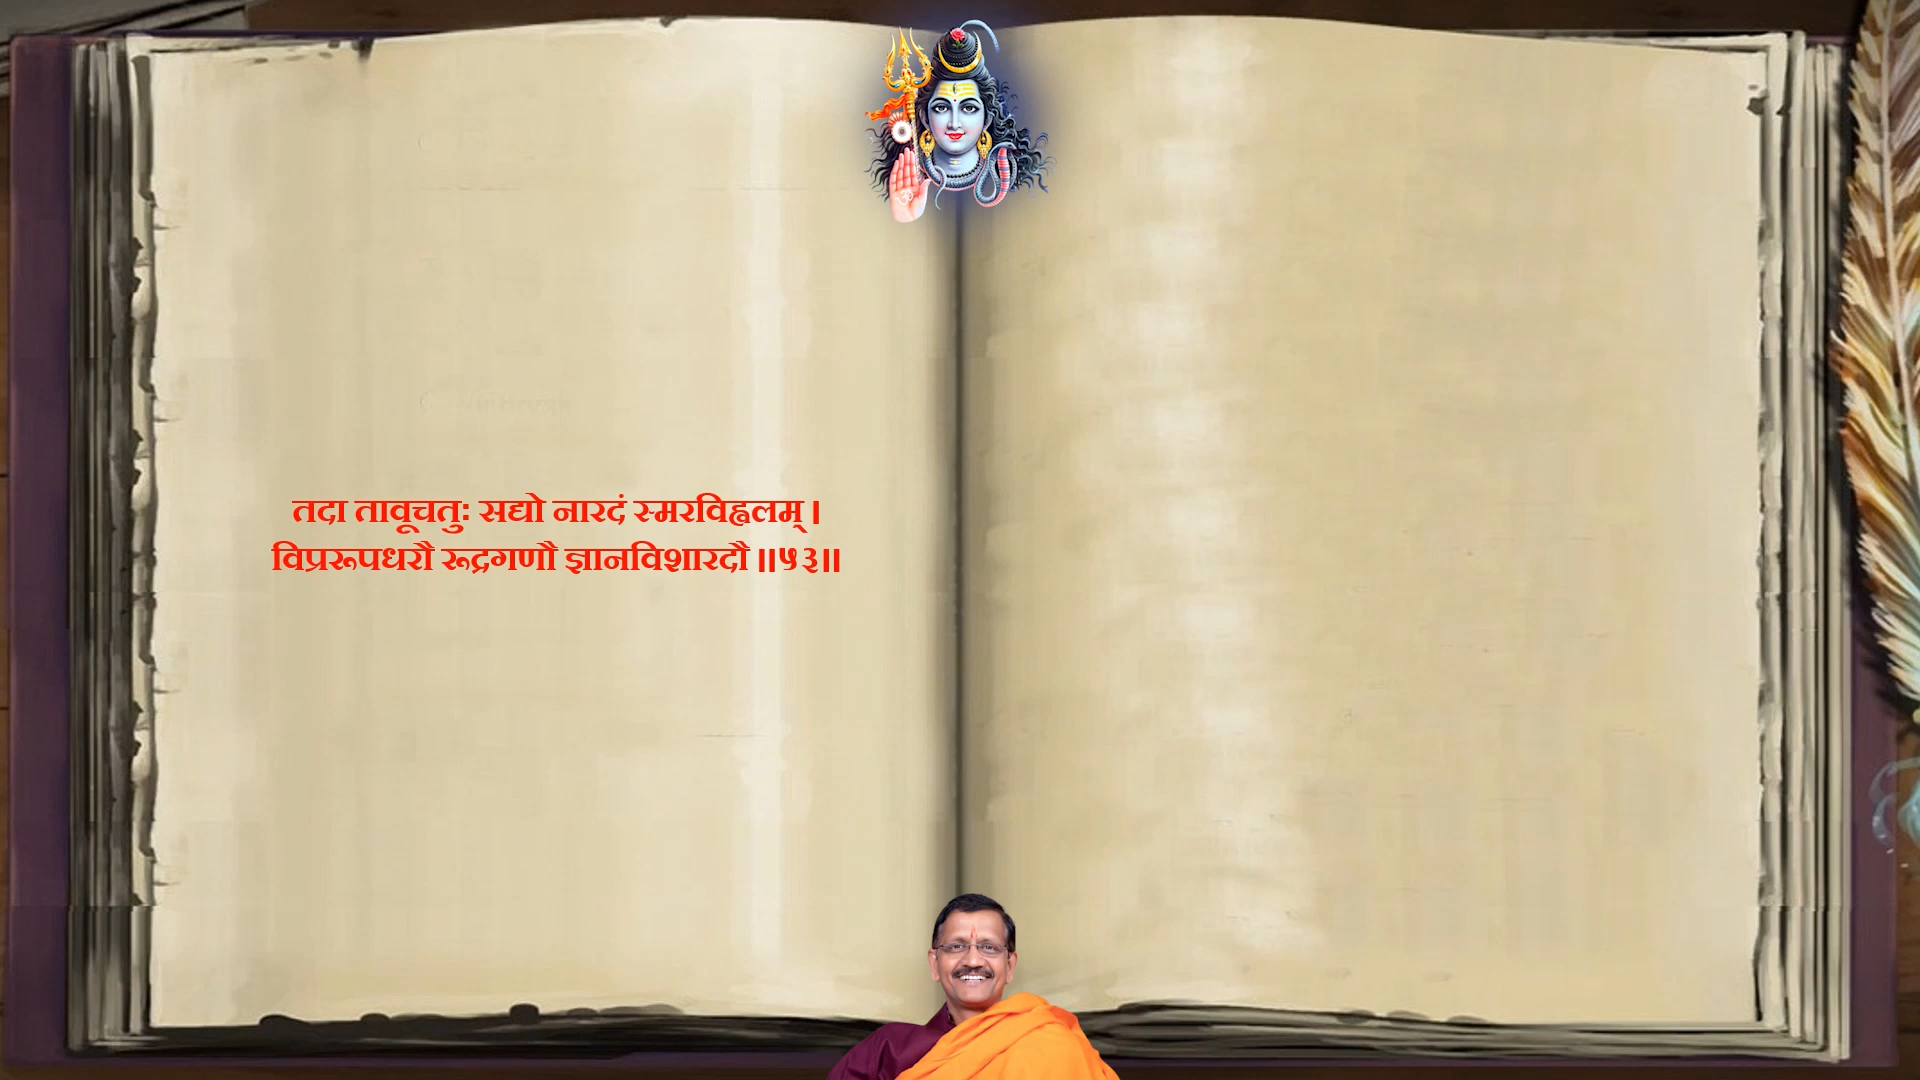 तदा तावूचतुः सद्यो नारदं स्मरविह्वलम् ।
विप्ररूपधरौ रूद्रगणौ ज्ञानविशारदौ ॥५३॥